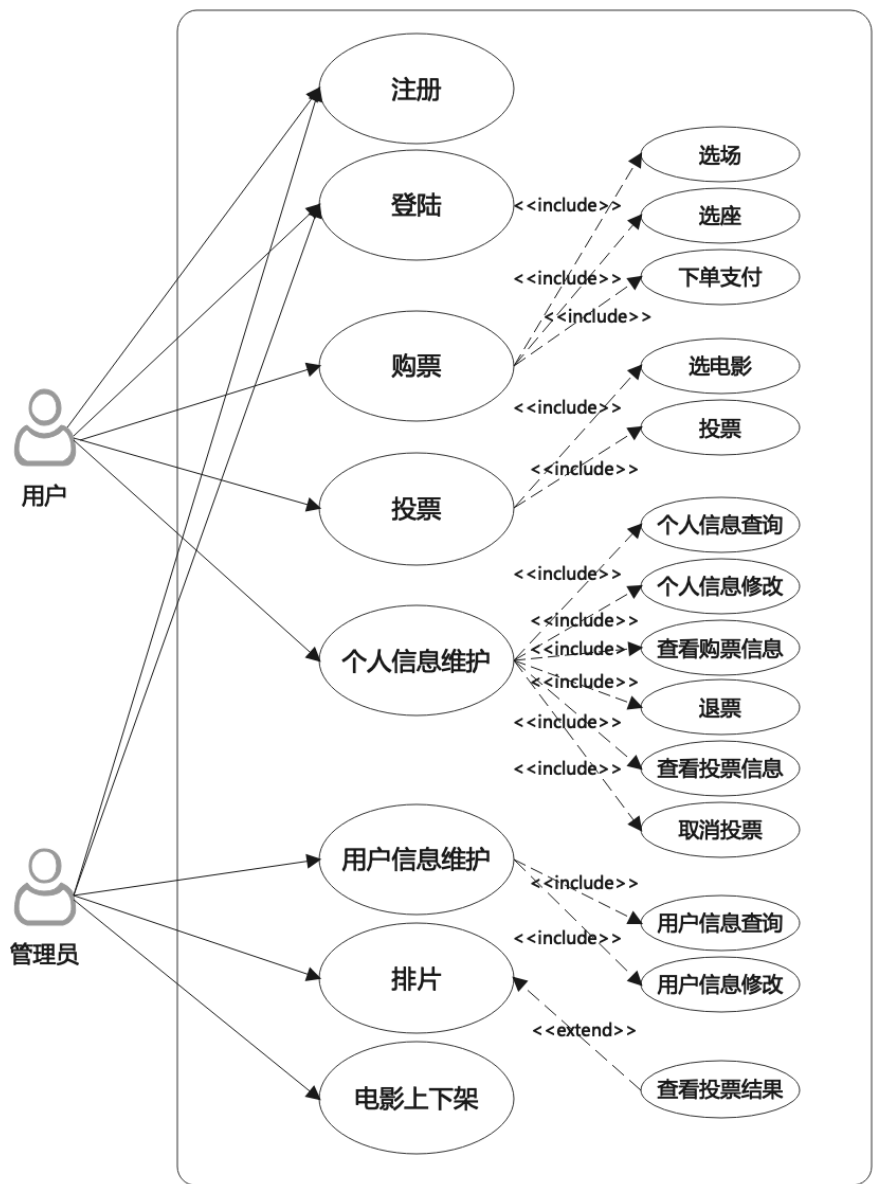 注册
选场
登陆
<<include>>
选座
<<include>>
下单支付
<<include>>
购票
选电影
<<include>>
投票
<<include>>
用户
投票
个人信息查询
<<include>>
个人信息修改
<<include>>
<<include>>
查看购票信息
个人信息维护
<<include>>
退票
<<include>>
查看投票信息
<<include>>
取消投票
用户信息维护
<<include>>
用户信息查询
<<include>>
管理员
排片
用户信息修改
<<extend>>
查看投票结果
电影上下架